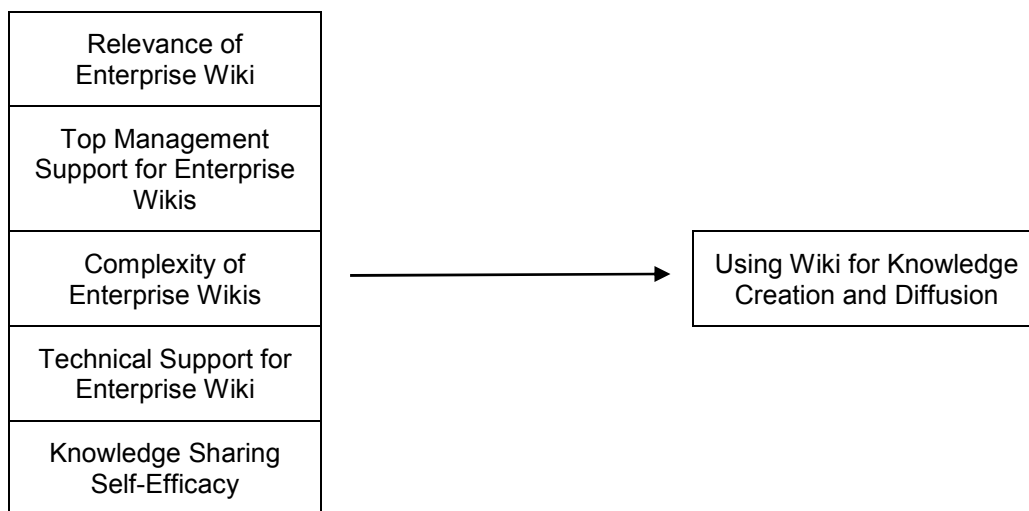 Relevance of
Enterprise Wiki
Top Management
Support for Enterprise
Wikis
Complexity of
Enterprise Wikis
Technical Support for
Enterprise Wiki
Knowledge Sharing
Self-Efficacy
Using Wiki for Knowledge
Creation and Diffusion